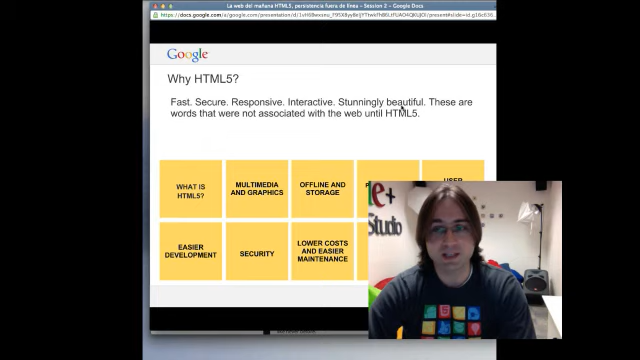 La web del mañana HTML5, persistencia fuera de línea – Session 2 – Google Docs
Google
Why HTML5?
Fast. Secure. Responsive. Interactive. Stunningly beautiful. These are
words that were not associated with the web until HTML5.
WHAT IS
HTML5?
MULTIMEDIA
AND GRAPHICS
OFFLINE AND
STORAGE
USER
EASIER
DEVELOPMENT
SECURITY
LOWER COSTS
AND EASIER
MAINTENANCE
Studio